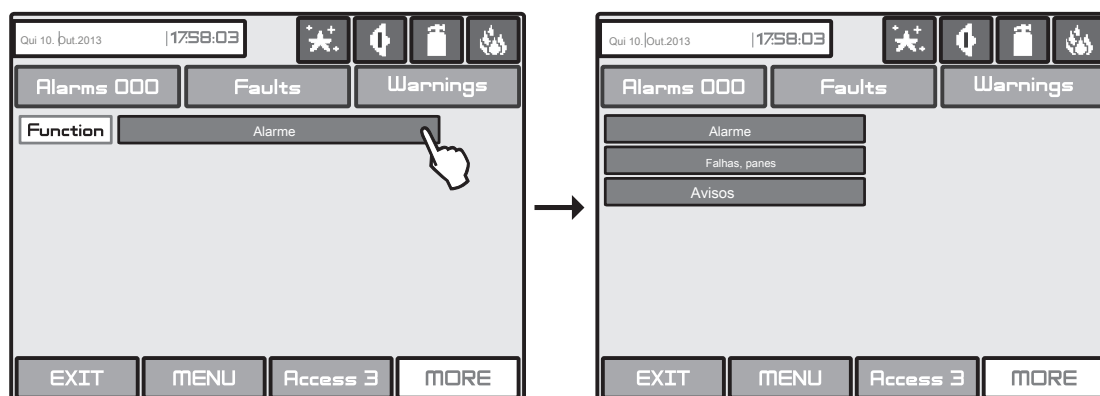 Qui 10. Out.2013 17:58:03
Alarms 000 Faults Warnings
Function Alarme
EXIT MENU Access 3 MORE
Qui 10. Out.2013 17:58:03
Alarms 000 Faults Warnings
Alarme
Falhas, panes
Avisos
EXIT MENU Access 3 MORE